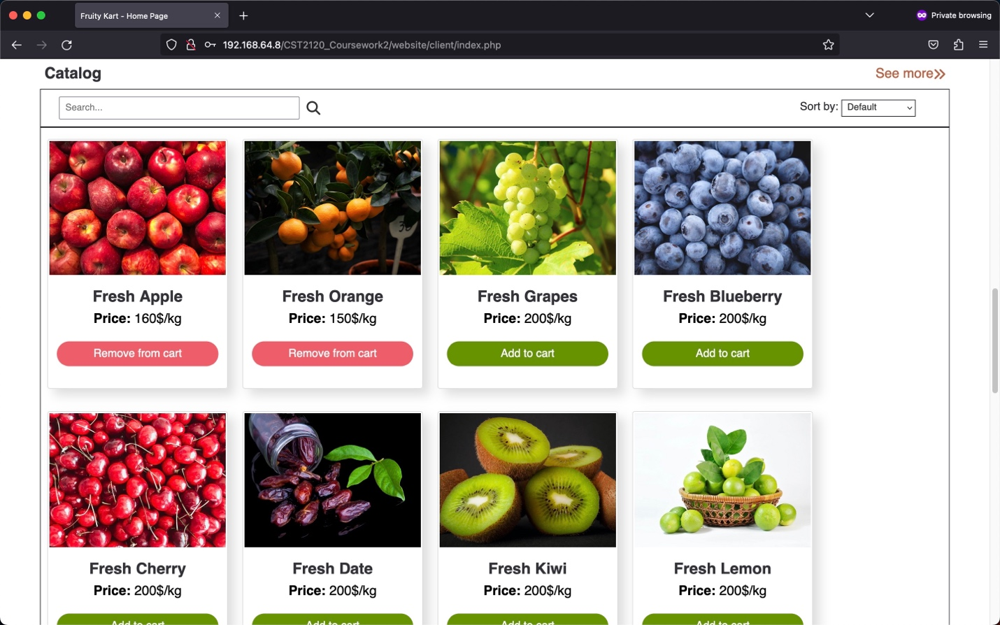 Fruity Kart - Home Page
Private browsing
192.168.64.8/CST2120_Coursework2/website/client/index.php
Catalog
See more
Search...
Sort by: Default
Fresh Apple
Price: 160$/kg
Remove from cart
Fresh Orange
Price: 150$/kg
Remove from cart
Fresh Grapes
Price: 200$/kg
Add to cart
Fresh Blueberry
Price: 200$/kg
Add to cart
Fresh Cherry
Price: 200$/kg
Add to cart
Fresh Date
Price: 200$/kg
Add to cart
Fresh Kiwi
Price: 200$/kg
Add to cart
Fresh Lemon
Price: 200$/kg
Add to cart